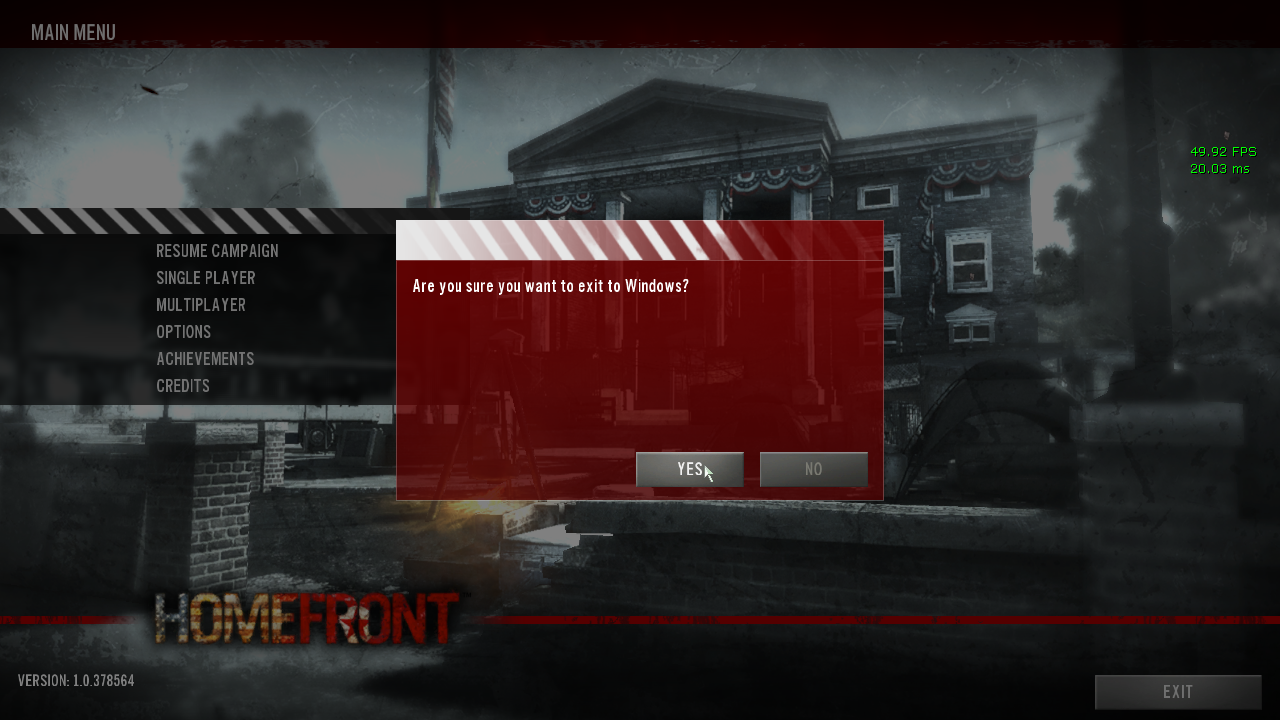 MAIN MENU
49.92 FPS
20.03 ms
RESUME CAMPAIGN
SINGLE PLAYER
MULTIPLAYER
OPTIONS
ACHIEVEMENTS
CREDITS
Are you sure you want to exit to Windows?
YES
NO
HOMEFRONT
VERSION: 1.0.378564
EXIT